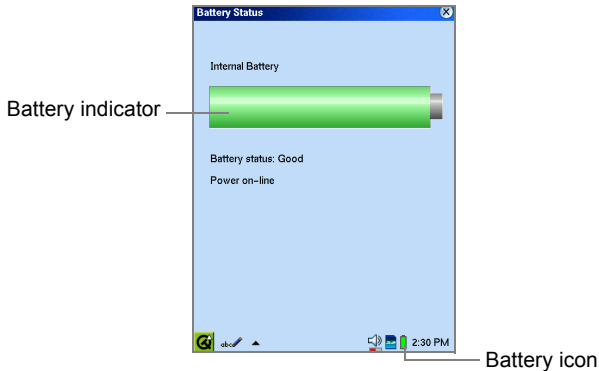 Battery Status
Internal Battery
Battery indicator
Battery status: Good
Power on-line
abc
2:30 PM
Battery icon